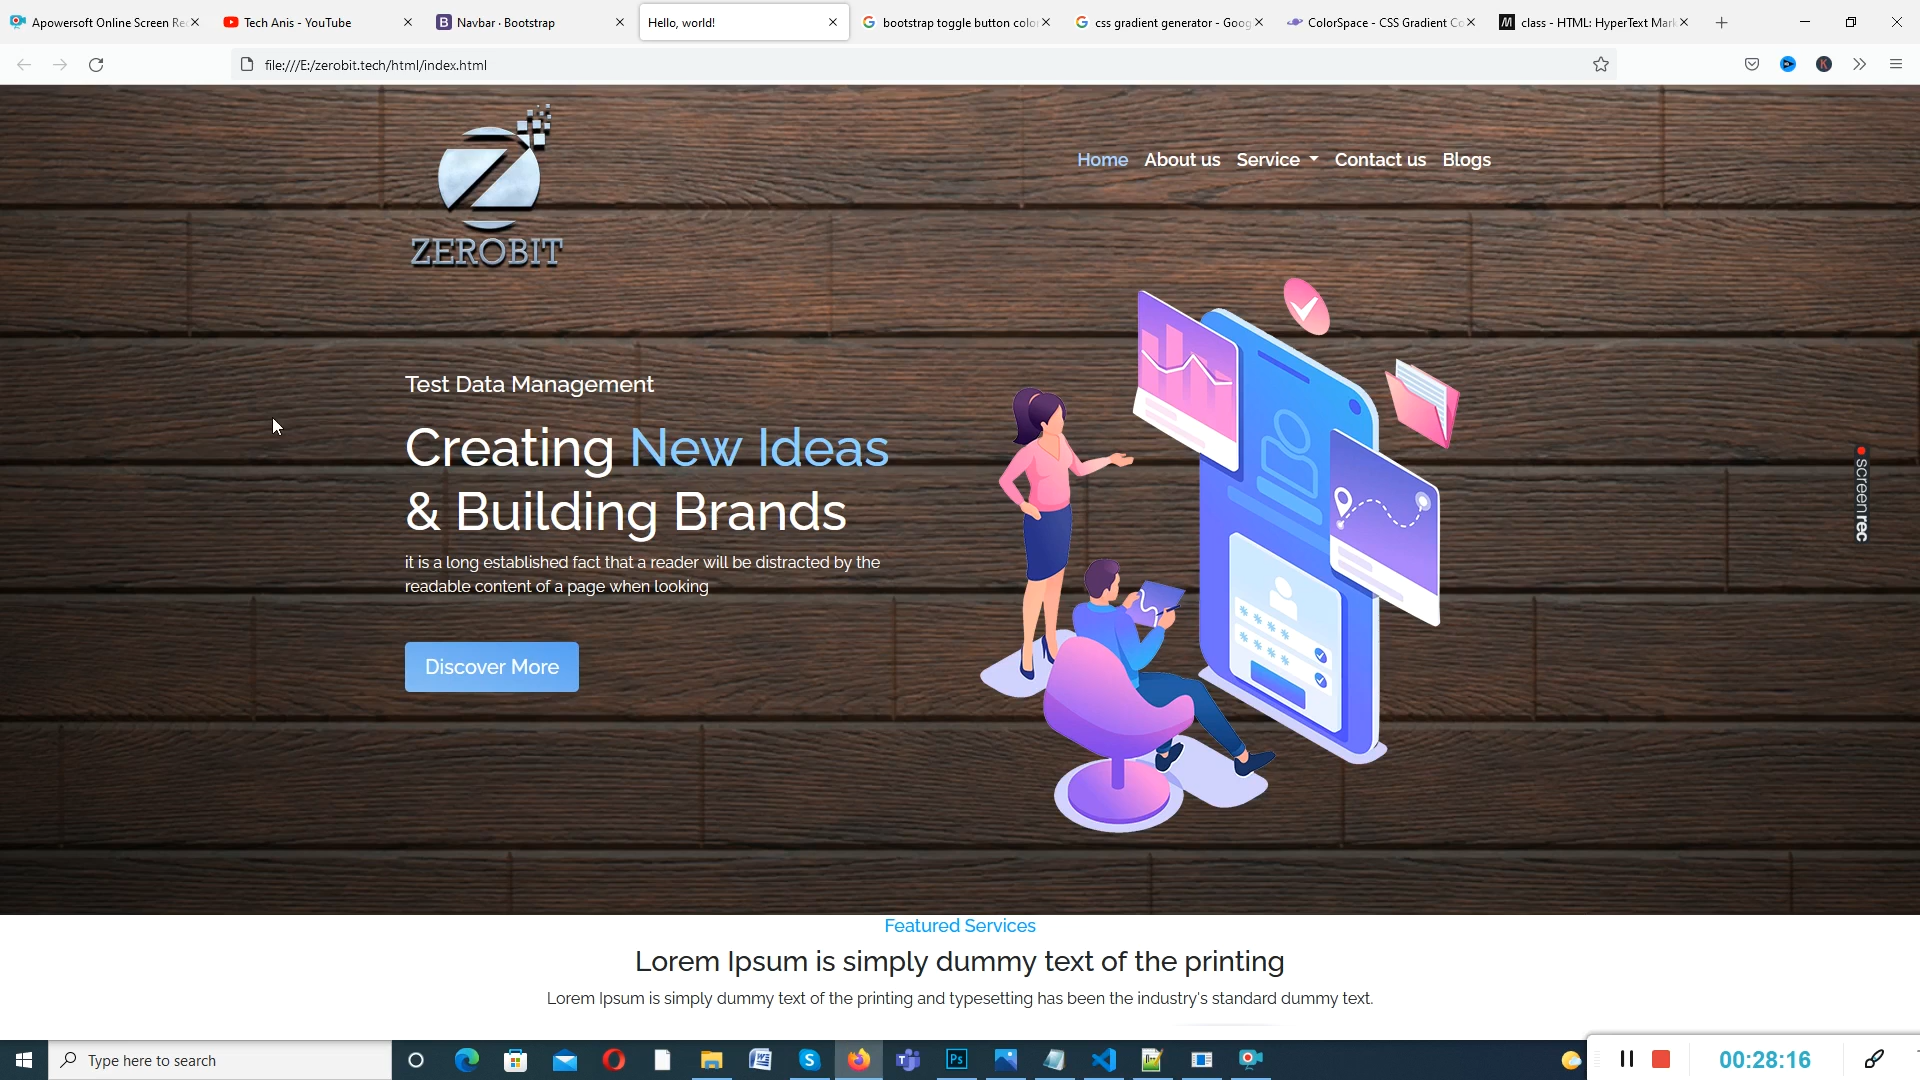 Apowersoft Online Screen Re
Tech Anis - YouTube
Navbar · Bootstrap
Hello, world!
bootstrap toggle button colo
css gradient generator - Goog
ColorSpace - CSS Gradient Co
class - HTML: HyperText Mark
file:///E:/zerobit.tech/html/index.html
K
ZEROBIT
Home About us Service Contact us Blogs
Test Data Management
Creating New Ideas
& Building Brands
it is a long established fact that a reader will be distracted by the
readable content of a page when looking
Discover More
screenrec
Featured Services
Lorem Ipsum is simply dummy text of the printing
Lorem Ipsum is simply dummy text of the printing and typesetting has been the industry's standard dummy text.
Type here to search
Ps
00:28:16